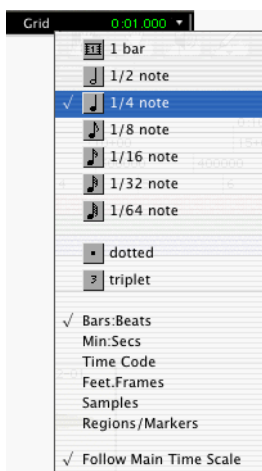 Grid 0:01.000
1 bar
1/2 note
√ 1/4 note
1/8 note
1/16 note
1/32 note
1/64 note
dotted
3 triplet
√ Bars:Beats
Min:Secs
Time Code
Feet.Frames
Samples
Regions/Markers
√ Follow Main Time Scale